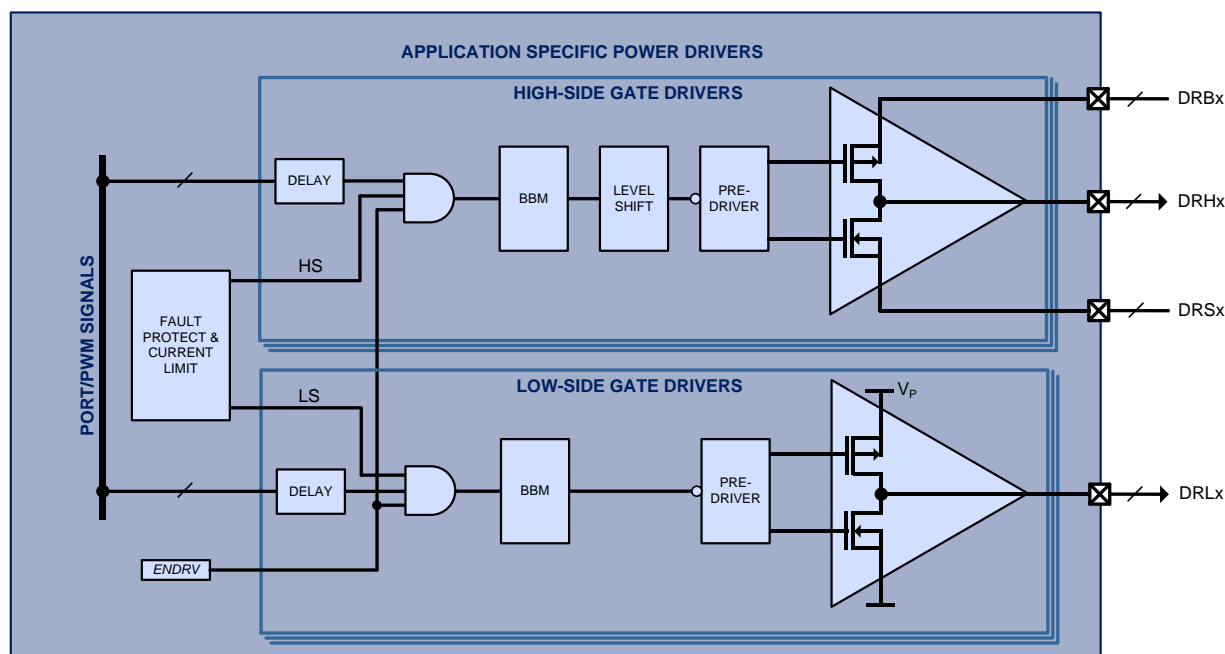 APPLICATION SPECIFIC POWER DRIVERS
HIGH-SIDE GATE DRIVERS
DRBx
DELAY
BBM
LEVEL
SHIFT
PRE-
DRIVER
DRHx
HS
PORT/PWM SIGNALS
FAULT
PROTECT &
CURRENT
LIMIT
DRSx
LOW-SIDE GATE DRIVERS
LS
VP
DELAY
BBM
PRE-
DRIVER
DRLx
ENDRV